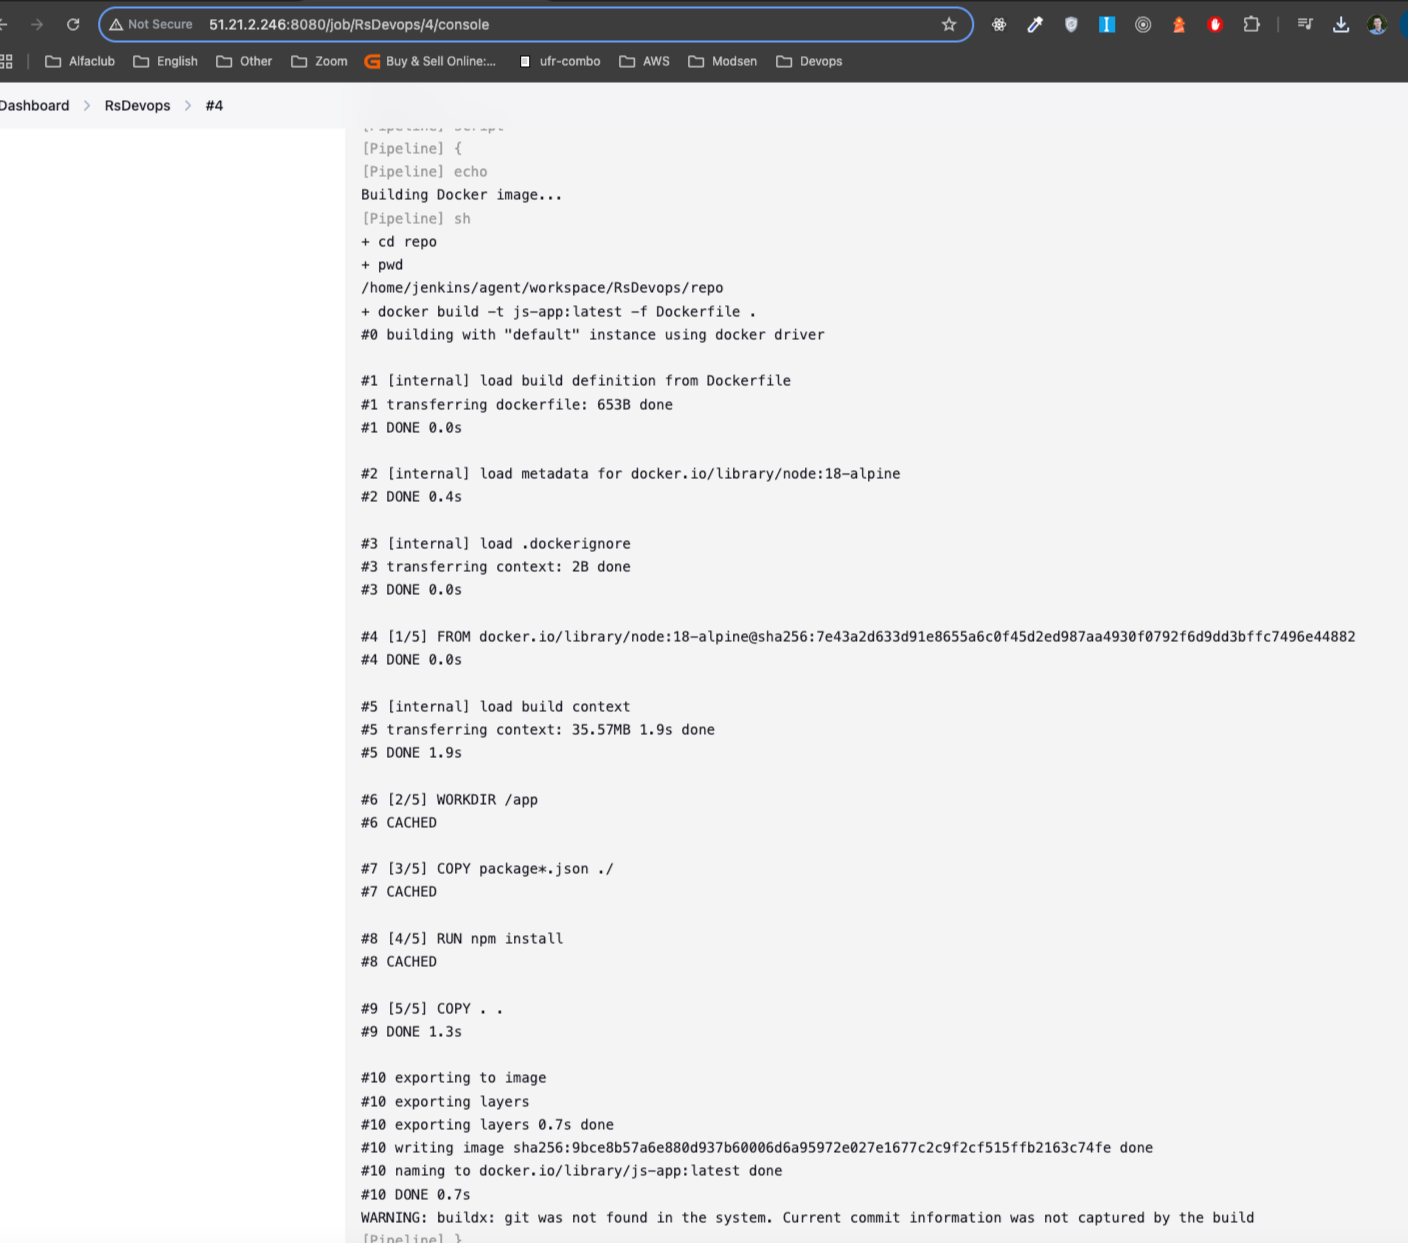 Not Secure 51.21.2.246:8080/job/RsDevops/4/console
Alfaclub English Other Zoom Buy & Sell Online:... ufr-combo AWS Modsen Devops
Dashboard > RsDevops > #4
[Pipeline] script
[Pipeline] {
[Pipeline] echo
Building Docker image...
[Pipeline] sh
+ cd repo
+ pwd
/home/jenkins/agent/workspace/RsDevops/repo
+ docker build -t js-app:latest -f Dockerfile .
#0 building with "default" instance using docker driver
#1 [internal] load build definition from Dockerfile
#1 transferring dockerfile: 653B done
#1 DONE 0.0s
#2 [internal] load metadata for docker.io/library/node:18-alpine
#2 DONE 0.4s
#3 [internal] load .dockerignore
#3 transferring context: 2B done
#3 DONE 0.0s
#4 [1/5] FROM docker.io/library/node:18-alpine@sha256:7e43a2d633d91e8655a6c0f45d2ed987aa4930f0792f6d9dd3bffc7496e44882
#4 DONE 0.0s
#5 [internal] load build context
#5 transferring context: 35.57MB 1.9s done
#5 DONE 1.9s
#6 [2/5] WORKDIR /app
#6 CACHED
#7 [3/5] COPY package*.json ./
#7 CACHED
#8 [4/5] RUN npm install
#8 CACHED
#9 [5/5] COPY . .
#9 DONE 1.3s
#10 exporting to image
#10 exporting layers
#10 exporting layers 0.7s done
#10 writing image sha256:9bce8b57a6e880d937b60006d6a95972e027e1677c2c9f2cf515ffb2163c74fe done
#10 naming to docker.io/library/js-app:latest done
#10 DONE 0.7s
WARNING: buildx: git was not found in the system. Current commit information was not captured by the build
[Pipeline] }